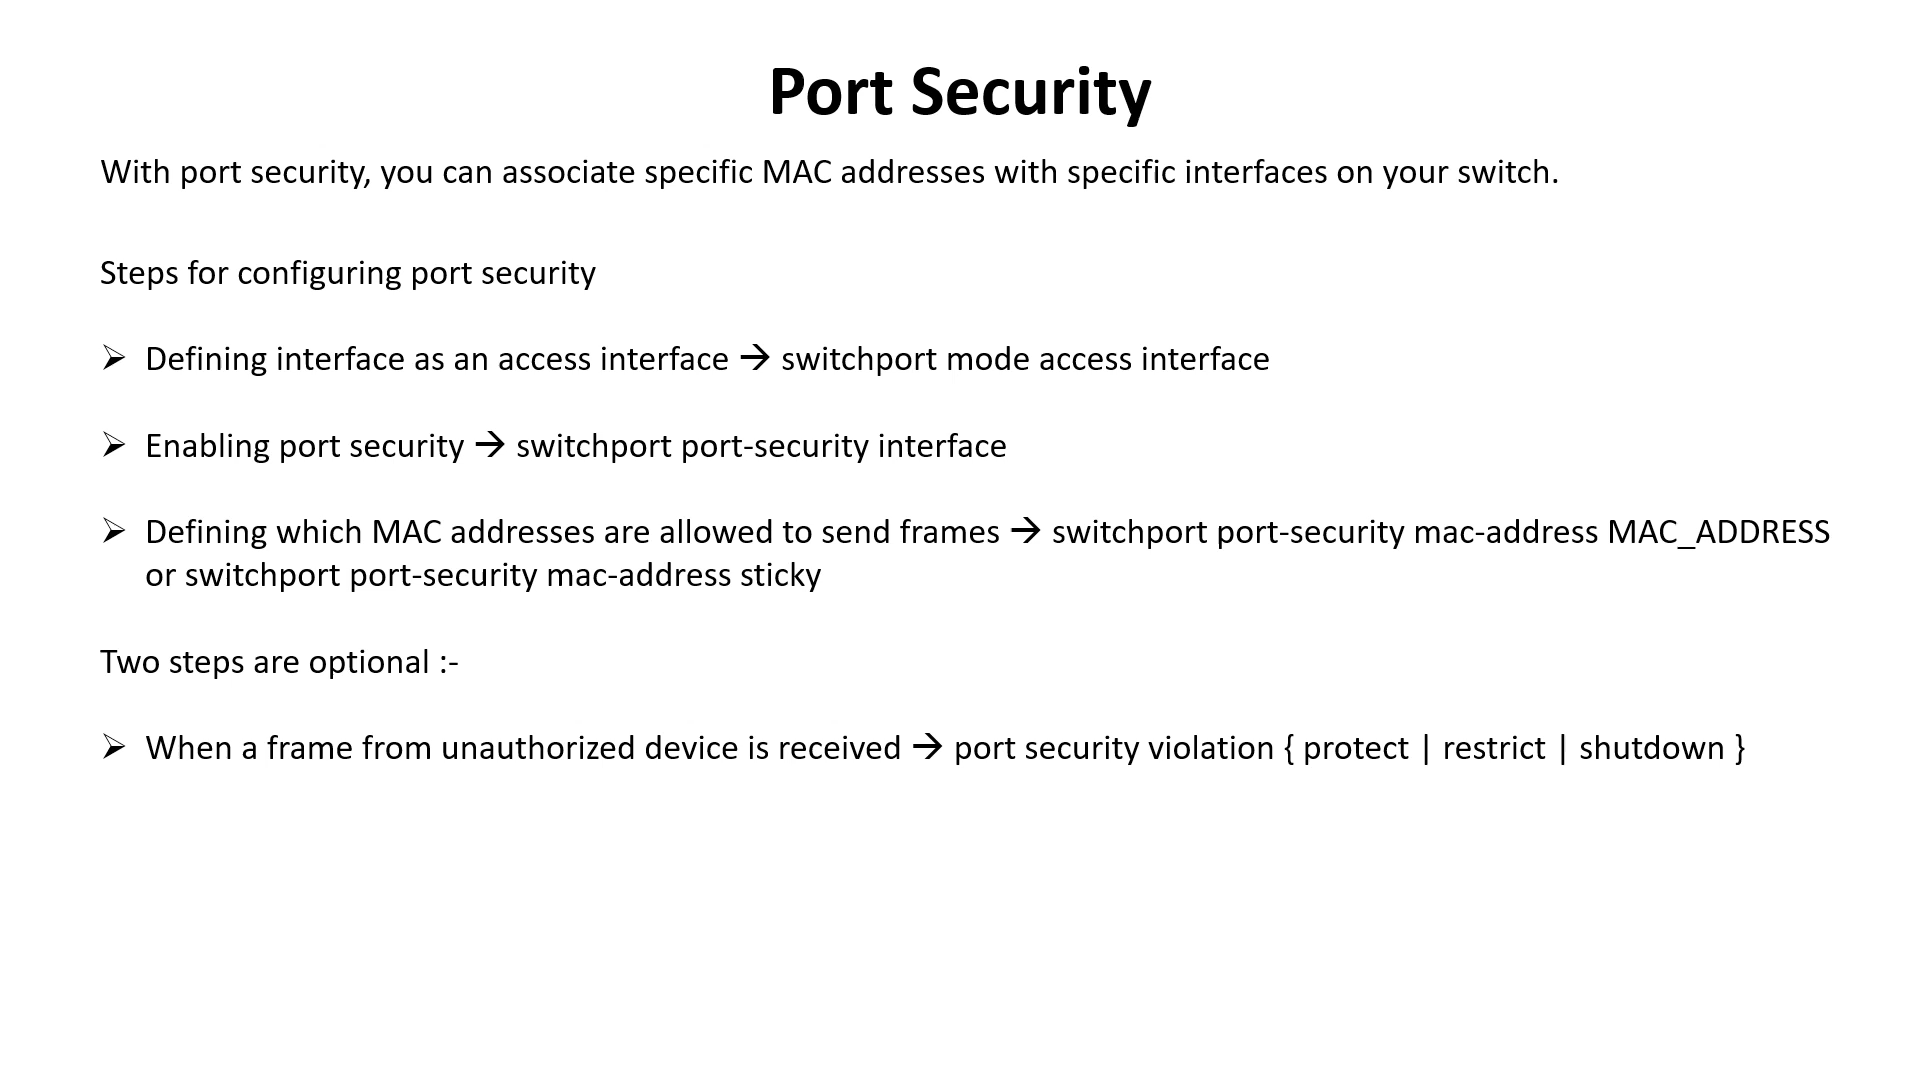 Port Security
With port security, you can associate specific MAC addresses with specific interfaces on your switch.
Steps for configuring port security
➢ Defining interface as an access interface → switchport mode access interface
➢ Enabling port security → switchport port-security interface
➢ Defining which MAC addresses are allowed to send frames → switchport port-security mac-address MAC_ADDRESS
or switchport port-security mac-address sticky
Two steps are optional :-
➢ When a frame from unauthorized device is received → port security violation { protect | restrict | shutdown }